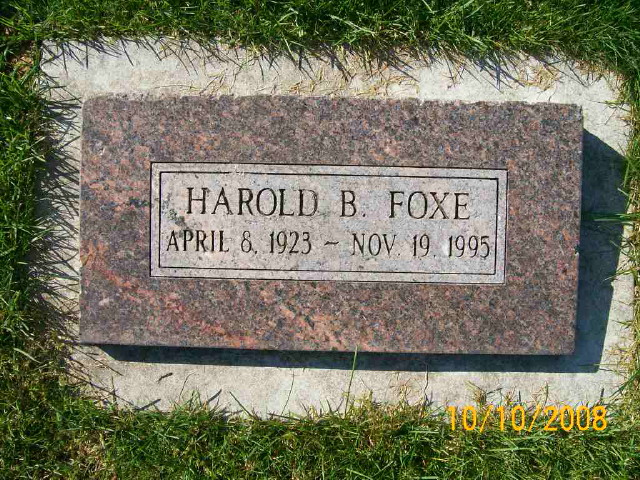 HAROLD B. FOXE
APRIL 8, 1923 ~ NOV. 19, 1995
10/10/2008